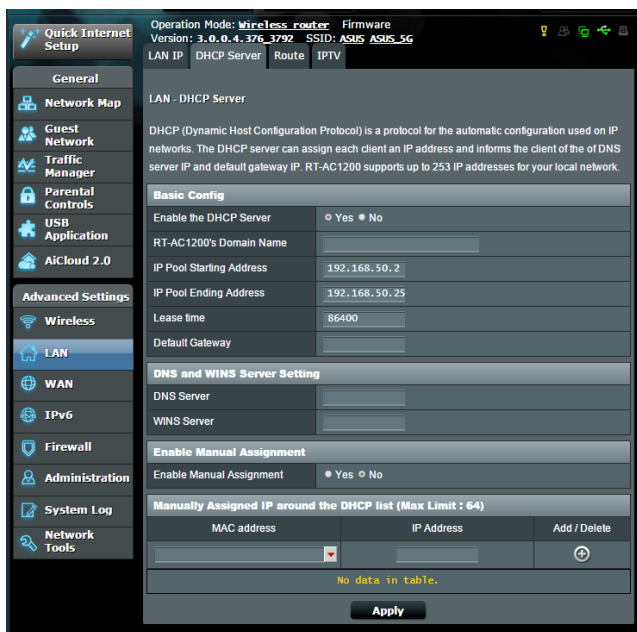 Quick Internet
Setup
Operation Mode: Wireless router Firmware
Version: 3.0.0.4.376_3792 SSID: ASUS ASUS_5G
LAN IP DHCP Server Route IPTV
General
Network Map
Guest
Network
Traffic
Manager
Parental
Controls
USB
Application
AiCloud 2.0
Advanced Settings
Wireless
LAN
WAN
IPv6
Firewall
Administration
System Log
Network
Tools
LAN - DHCP Server
DHCP (Dynamic Host Configuration Protocol) is a protocol for the automatic configuration used on IP
networks. The DHCP server can assign each client an IP address and informs the client of the of DNS
server IP and default gateway IP. RT-AC1200 supports up to 253 IP addresses for your local network.
Basic Config
Enable the DHCP Server Yes No
RT-AC1200's Domain Name
IP Pool Starting Address 192.168.50.2
IP Pool Ending Address 192.168.50.25
Lease time 86400
Default Gateway
DNS and WINS Server Setting
DNS Server
WINS Server
Enable Manual Assignment
Enable Manual Assignment Yes No
Manually Assigned IP around the DHCP list (Max Limit : 64)
MAC address IP Address Add / Delete
No data in table.
Apply